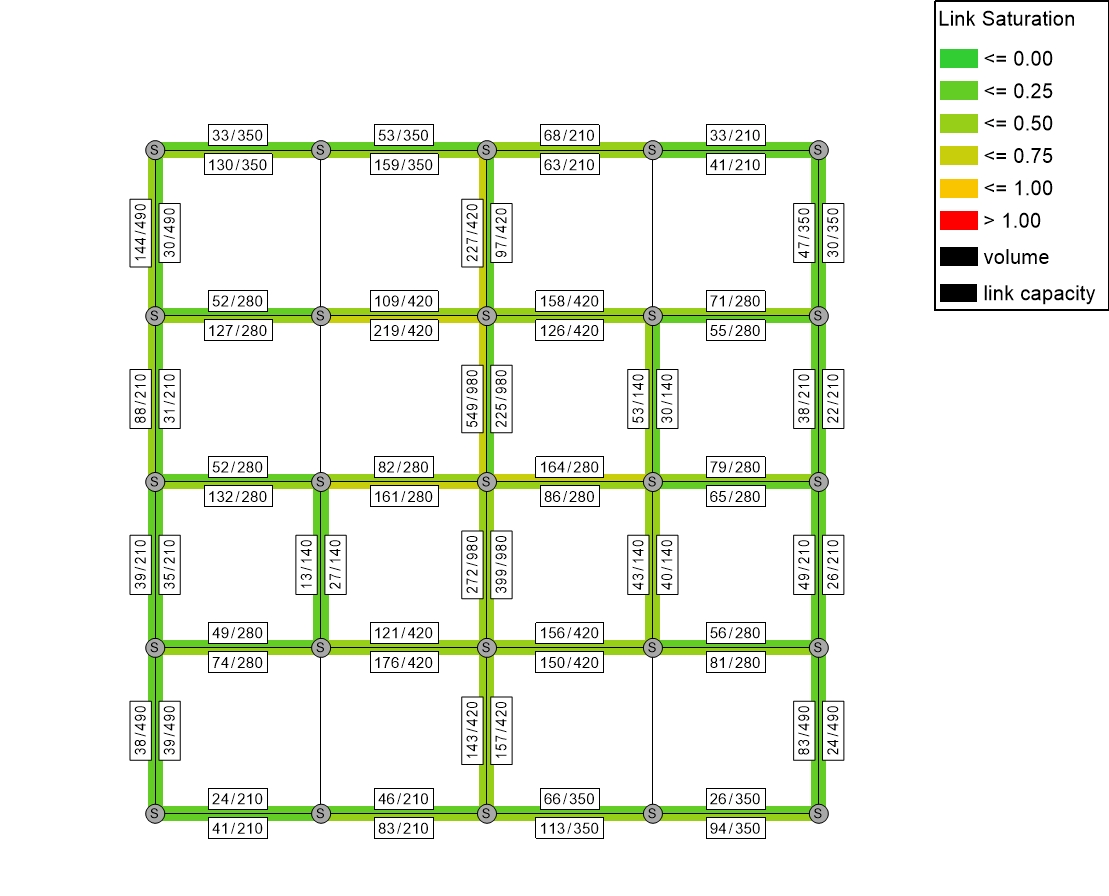 Link Saturation
<= 0.00
<= 0.25
<= 0.50
<= 0.75
<= 1.00
> 1.00
volume
link capacity
33/350 53/350 68/210 33/210
S S S S S
130/350 159/350 63/210 41/210
144/490 30/490 227/420 97/420 47/350 30/350
52/280 109/420 158/420 71/280
S S S S S
127/280 219/420 126/420 55/280
88/210 31/210 549/980 225/980 53/140 30/140 38/210 22/210
52/280 82/280 164/280 79/280
S S S S S
132/280 161/280 86/280 65/280
39/210 35/210 13/140 27/140 272/980 399/980 43/140 40/140 49/210 26/210
49/280 121/420 156/420 56/280
S S S S S
74/280 176/420 150/420 81/280
38/490 39/490 143/420 157/420 83/490 24/490
24/210 46/210 66/350 26/350
S S S S S
41/210 83/210 113/350 94/350